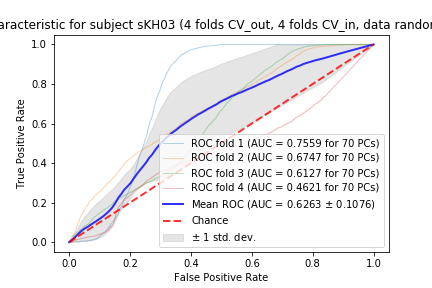 aracteristic for subject sKH03 (4 folds CV_out, 4 folds CV_in, data random
1.0
0.8
0.6
0.4
0.2
0.0
True Positive Rate
ROC fold 1 (AUC = 0.7559 for 70 PCs)
ROC fold 2 (AUC = 0.6747 for 70 PCs)
ROC fold 3 (AUC = 0.6127 for 70 PCs)
ROC fold 4 (AUC = 0.4621 for 70 PCs)
Mean ROC (AUC = 0.6263 ± 0.1076)
Chance
± 1 std. dev.
0.0 0.2 0.4 0.6 0.8 1.0
False Positive Rate